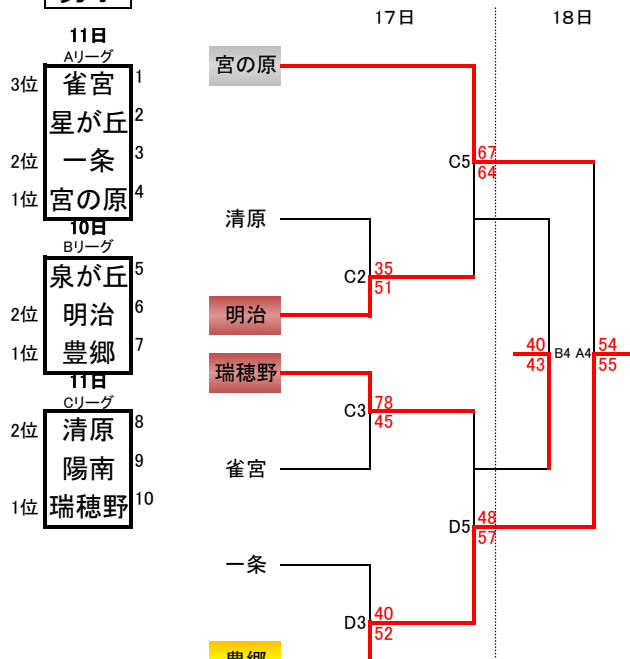 17日
18日
11日
Aリーグ
3位 雀宮 1
星が丘 2
2位 一条 3
1位 宮の原 4
10日
Bリーグ
泉が丘 5
2位 明治 6
1位 豊郷 7
11日
Cリーグ
2位 清原 8
陽南 9
1位 瑞穂野 10
宮の原
C5
67
64
清原
C2
35
51
明治
40
43
B4
A4
54
55
瑞穂野
C3
78
45
雀宮
D5
48
57
一条
D3
40
52
豊郷